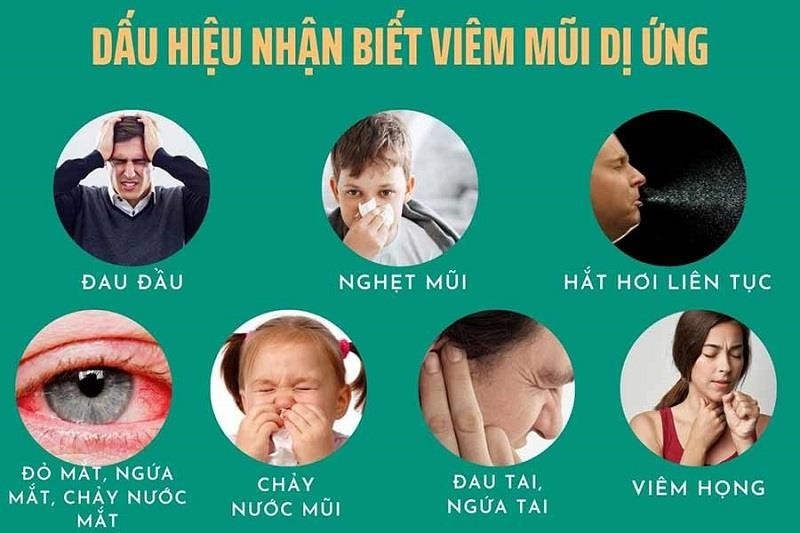 DẤU HIỆU NHẬN BIẾT VIÊM MŨI DỊ ỨNG
ĐAU ĐẦU
NGHẸT MŨI
HẮT HƠI LIÊN TỤC
ĐỎ MẮT, NGỨA
MẮT, CHẢY NƯỚC
MẮT
CHẢY
NƯỚC MŨI
ĐAU TAI,
NGỨA TAI
VIÊM HỌNG